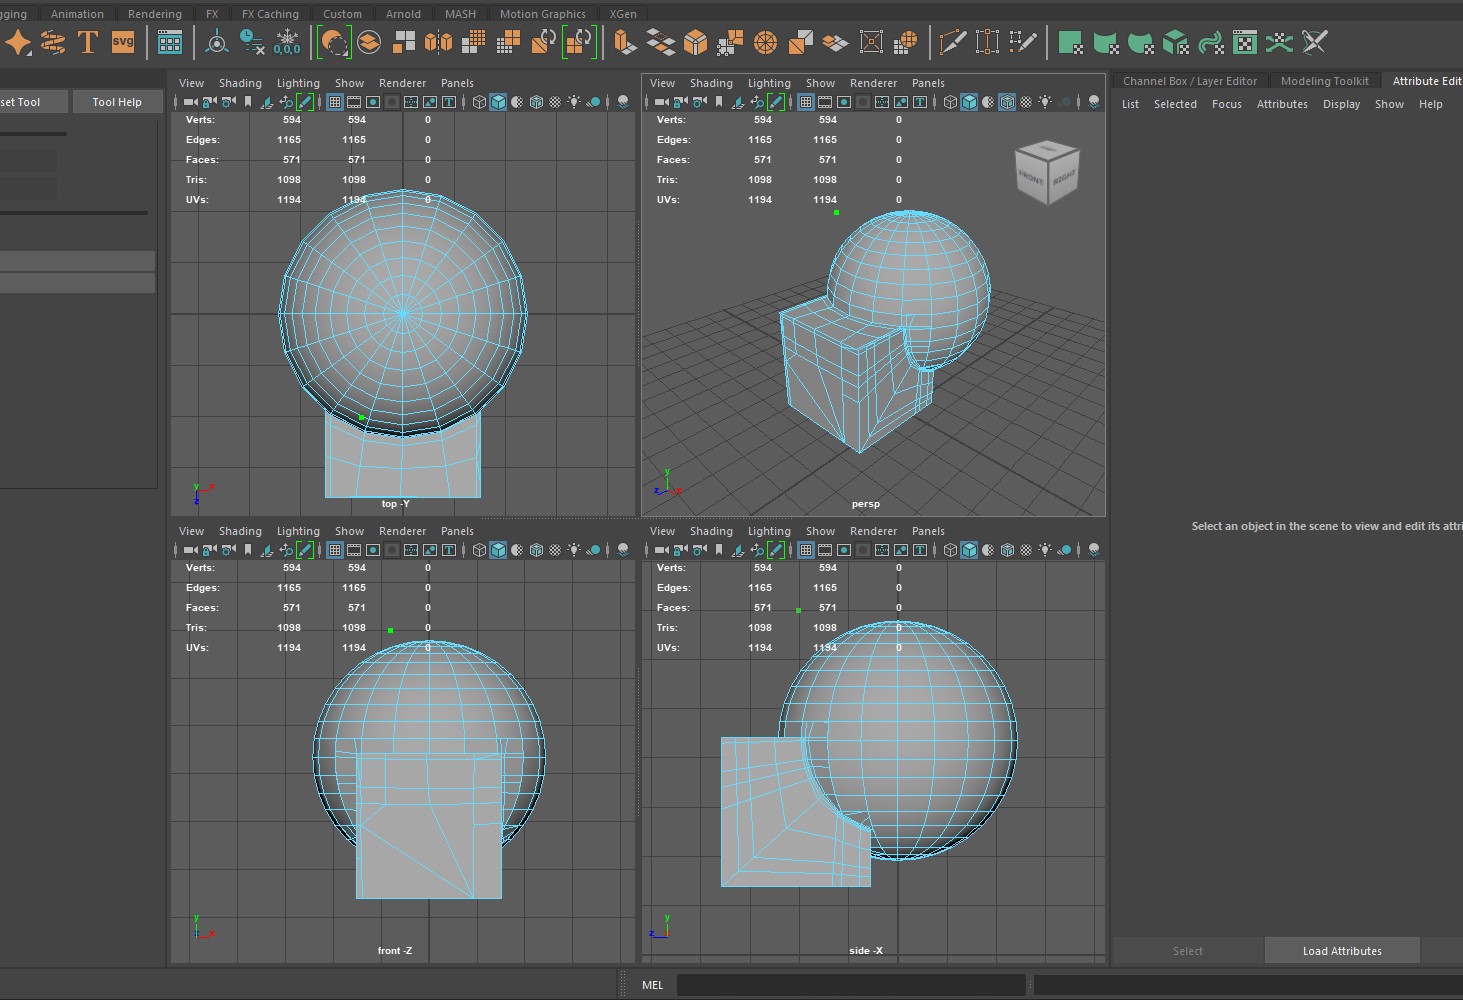 gging Animation Rendering FX FX Caching Custom Arnold MASH Motion Graphics XGen
T SVG 0,0,0
set Tool Tool Help
View Shading Lighting Show Renderer Panels
Verts: 594 594 0
Edges: 1165 1165 0
Faces: 571 571 0
Tris: 1098 1098 0
UVs: 1194 1194 0
y x z
top -Y
View Shading Lighting Show Renderer Panels
Verts: 594 594 0
Edges: 1165 1165 0
Faces: 571 571 0
Tris: 1098 1098 0
UVs: 1194 1194 0
FRONT RIGHT
y z x
persp
View Shading Lighting Show Renderer Panels
Verts: 594 594 0
Edges: 1165 1165 0
Faces: 571 571 0
Tris: 1098 1098 0
UVs: 1194 1194 0
y z x
front -Z
View Shading Lighting Show Renderer Panels
Verts: 594 594 0
Edges: 1165 1165 0
Faces: 571 571 0
Tris: 1098 1098 0
UVs: 1194 1194 0
y z
side -X
Channel Box / Layer Editor Modeling Toolkit Attribute Edit
List Selected Focus Attributes Display Show Help
Select an object in the scene to view and edit its attri
Select Load Attributes
MEL